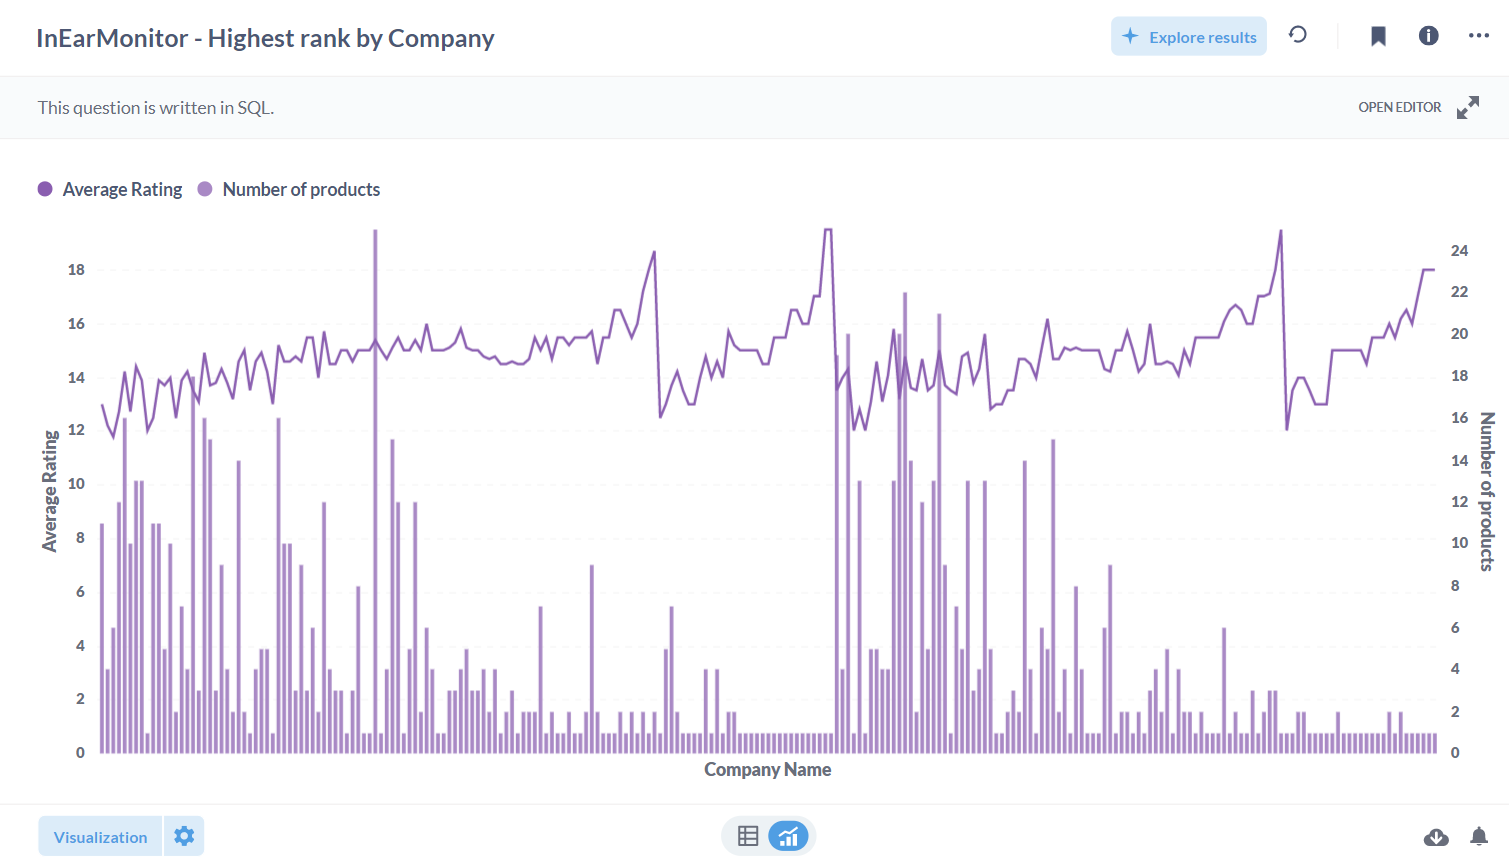 InEarMonitor - Highest rank by Company
Explore results
This question is written in SQL.
OPEN EDITOR
Average Rating
Number of products
18
16
14
12
10
8
6
4
2
0
Average Rating
24
22
20
18
16
14
12
10
8
6
4
2
0
Number of products
Company Name
Visualization